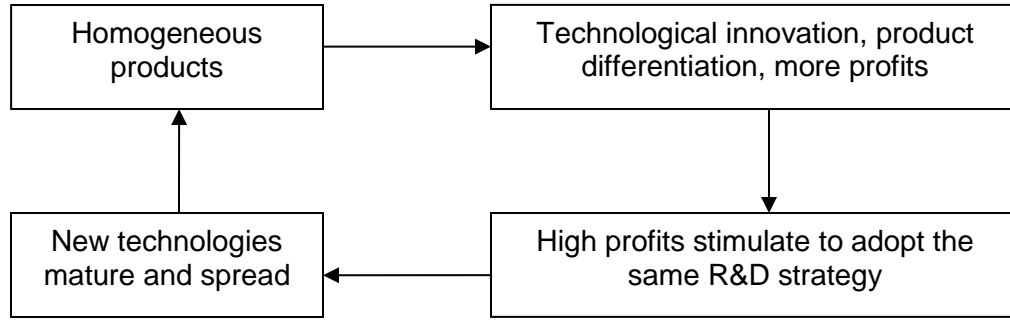 Homogeneous
products
Technological innovation, product
differentiation, more profits
New technologies
mature and spread
High profits stimulate to adopt the
same R&D strategy